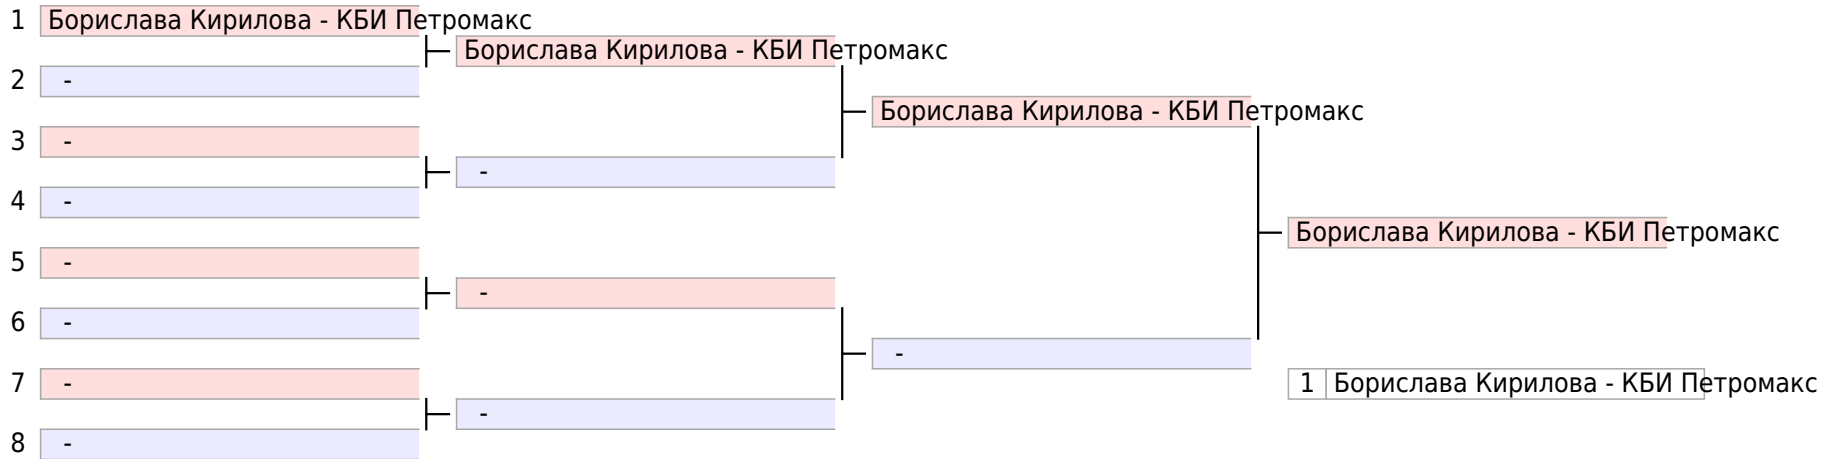 1 Борислава Кирилова - КБИ Петромакс
Борислава Кирилова - КБИ Петромакс
2 -
Борислава Кирилова - КБИ Петромакс
3 -
-
4 -
Борислава Кирилова - КБИ Петромакс
5 -
-
6 -
-
7 -
1 Борислава Кирилова - КБИ Петромакс
-
8 -